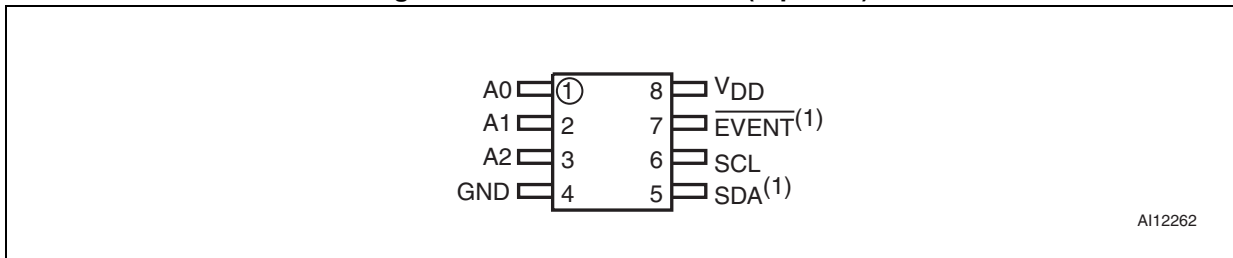 A0 1 8 VDD
A1 2 7 EVENT(1)
A2 3 6 SCL
GND 4 5 SDA(1)
AI12262